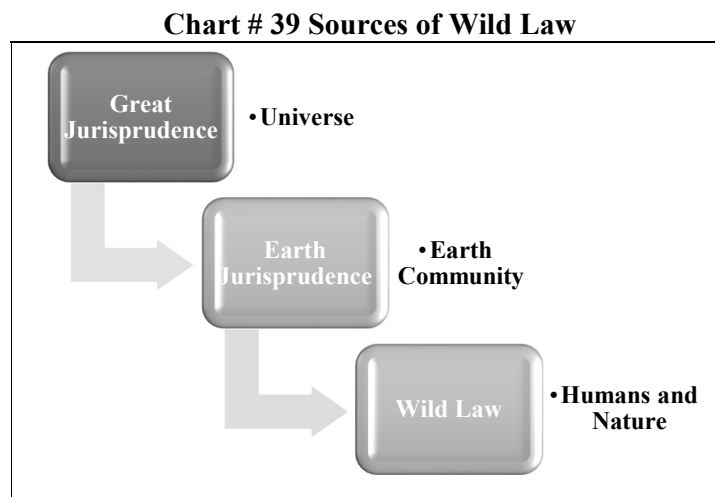 Chart # 39 Sources of Wild Law
Great
Jurisprudence
•Universe
Earth
Jurisprudence
•Earth
Community
Wild Law
•Humans and
Nature